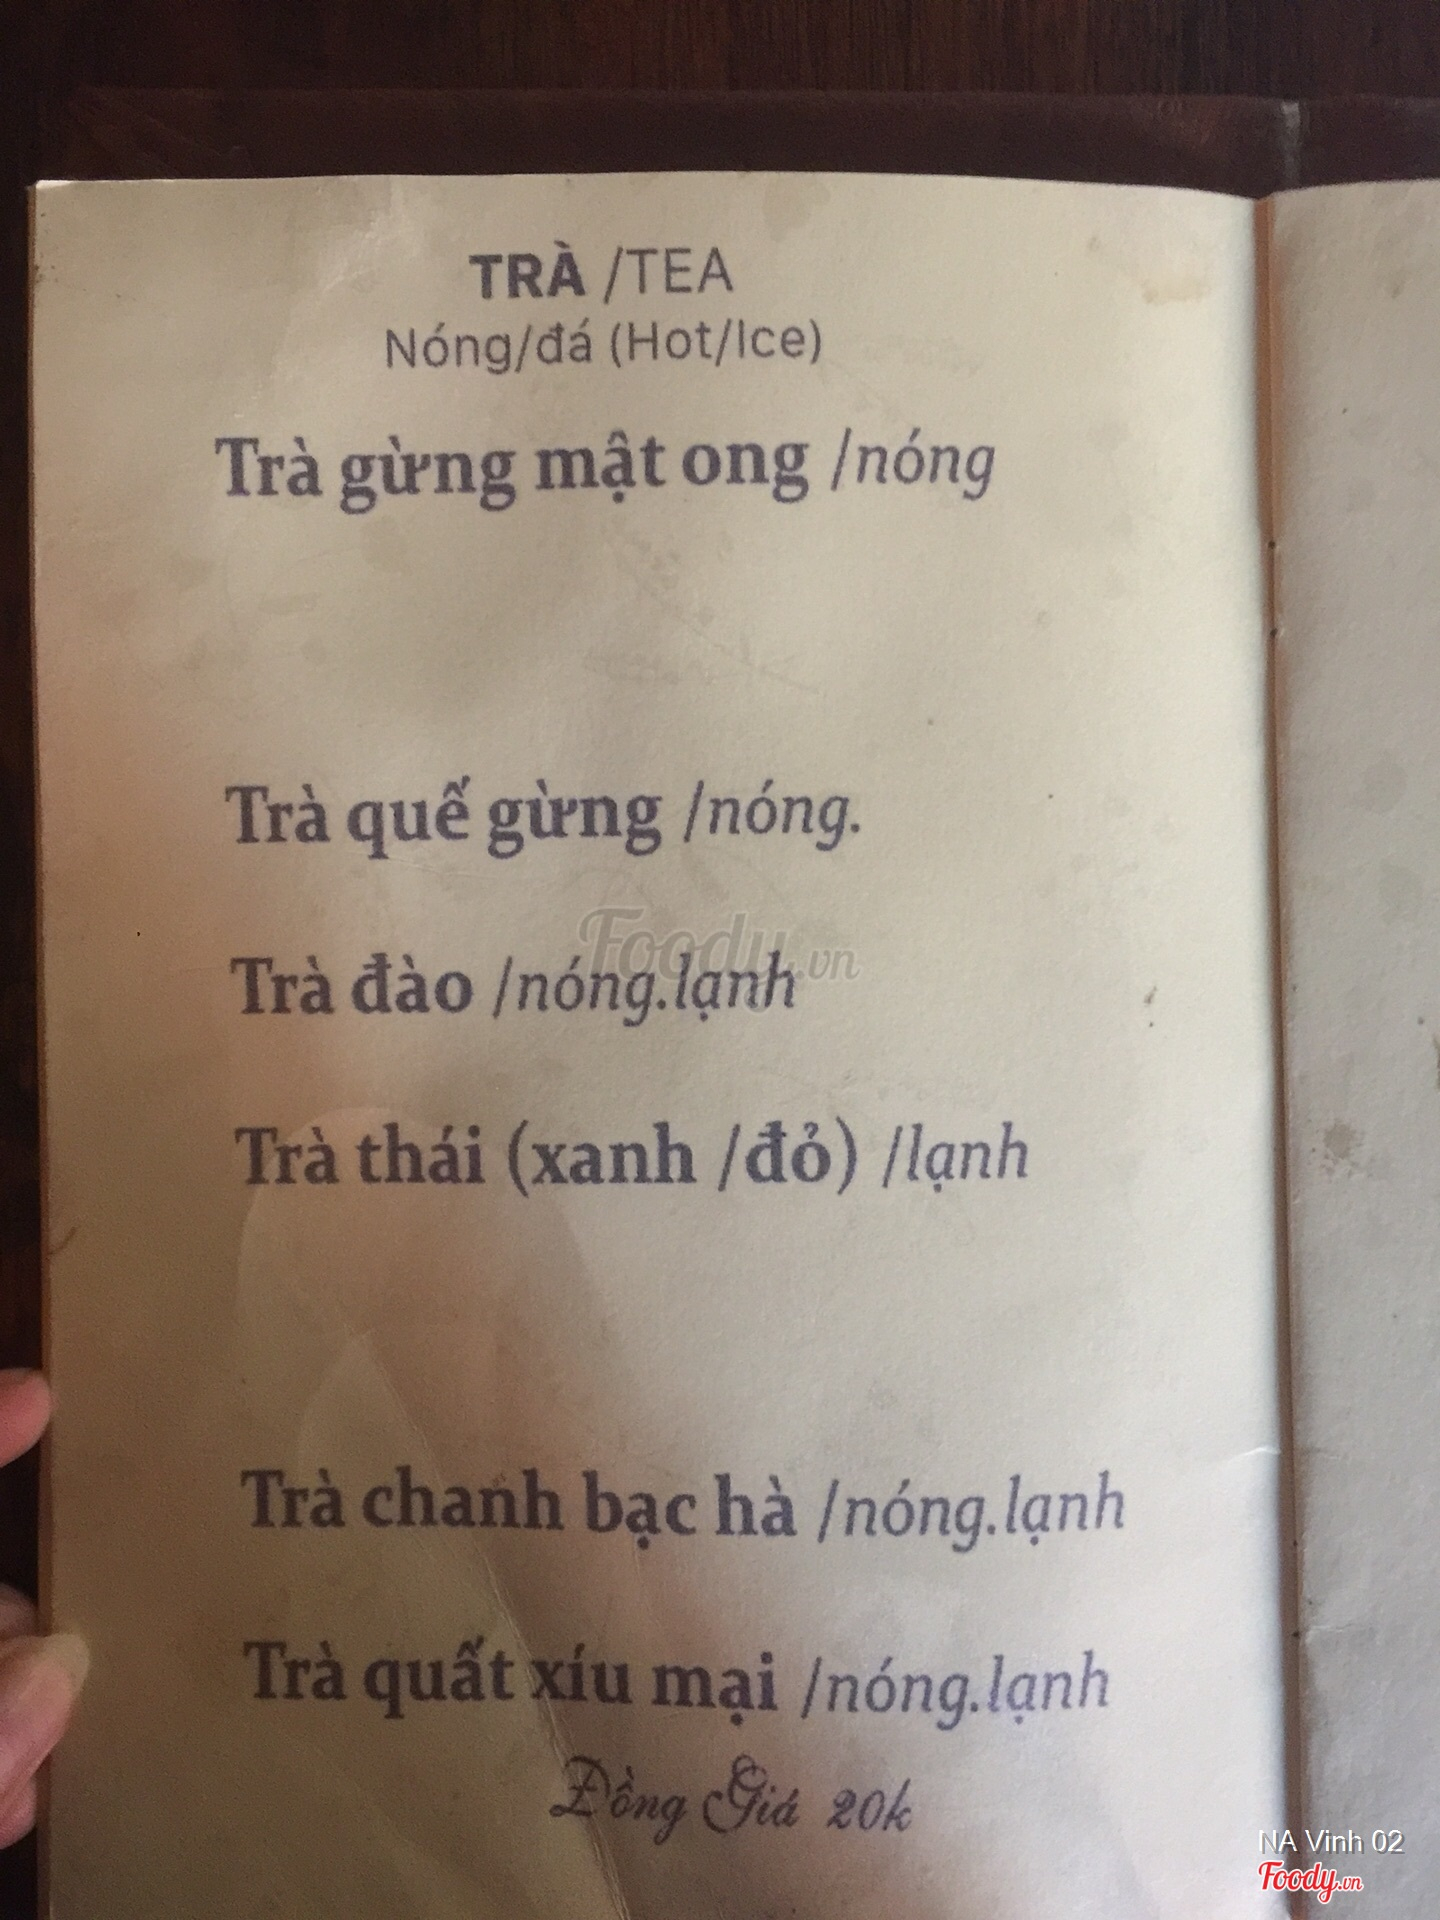 TRÀ /TEA
Nóng/đá (Hot/Ice)
Trà gừng mật ong /nóng
Trà quế gừng /nóng.
Foody.vn
Trà đào /nóng.lạnh
Trà thái (xanh /đỏ) /lạnh
Trà chanh bạc hà /nóng.lạnh
Trà quất xíu mại /nóng.lạnh
Đồng Giá 20k
NA Vinh 02
Foody.vn